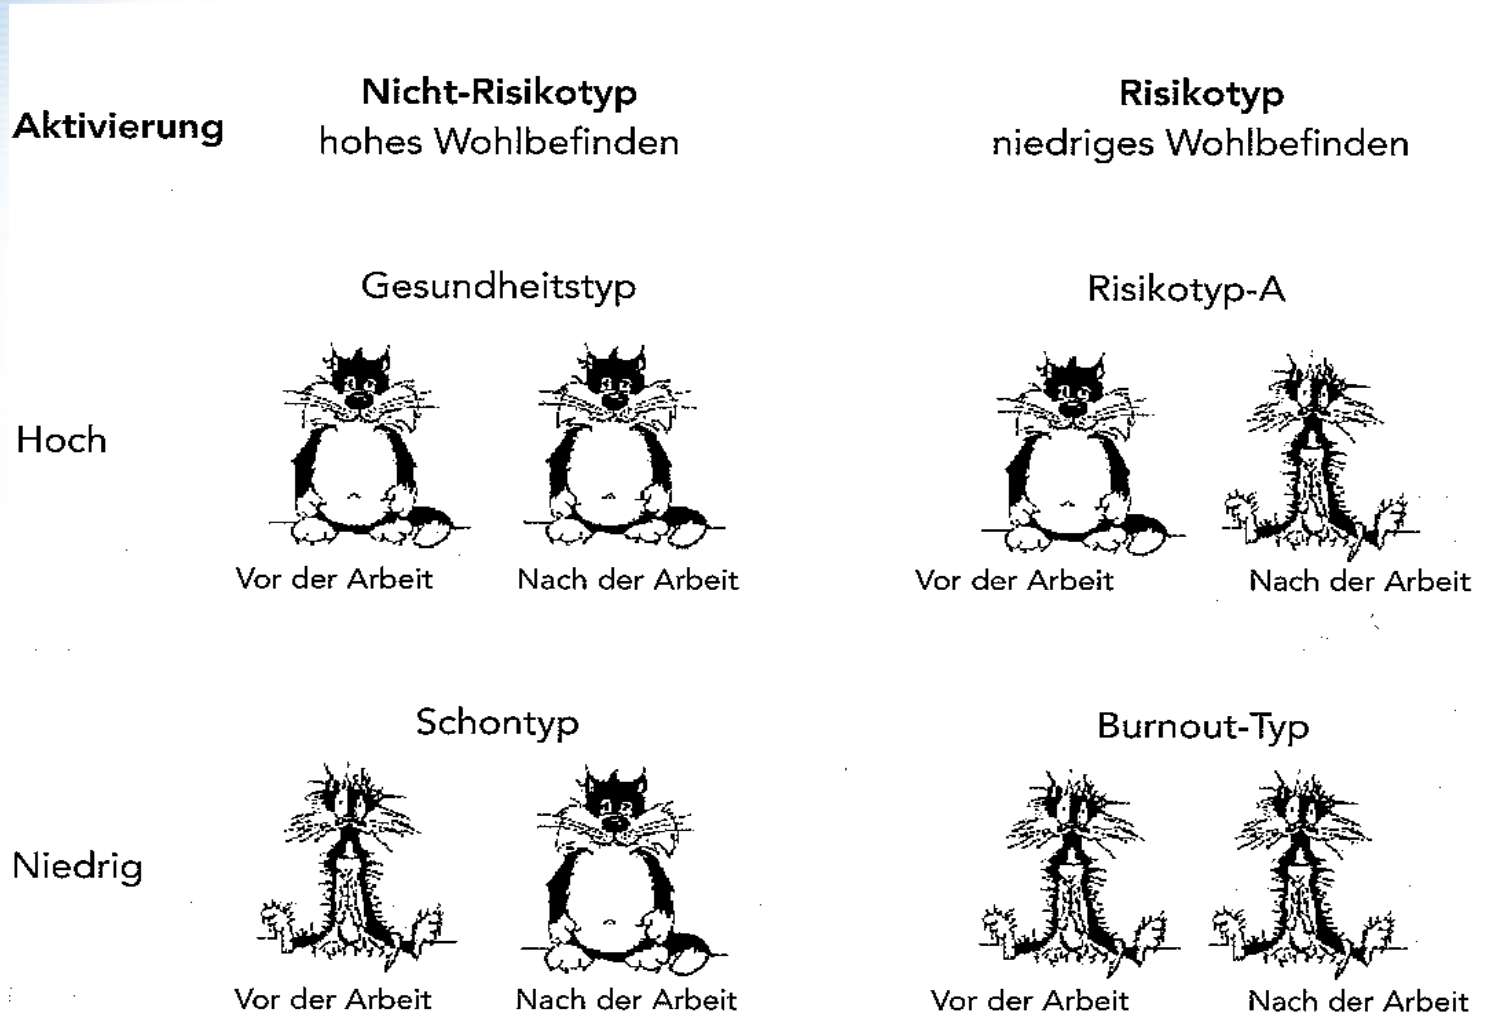 Aktivierung
Nicht-Risikotyp
hohes Wohlbefinden
Risikotyp
niedriges Wohlbefinden
Gesundheitstyp
Risikotyp-A
Hoch
Vor der Arbeit
Nach der Arbeit
Vor der Arbeit
Nach der Arbeit
Schontyp
Burnout-Typ
Niedrig
Vor der Arbeit
Nach der Arbeit
Vor der Arbeit
Nach der Arbeit